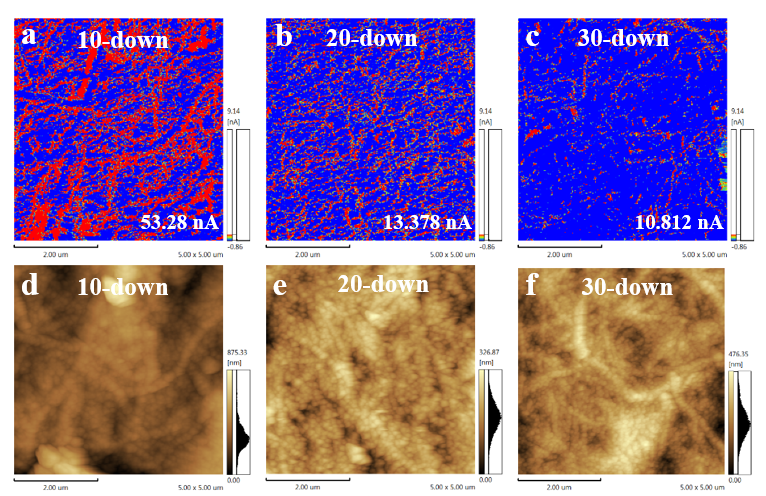 a 10-down
9.14
[nA]
53.28 nA
-0.86
2.00 um
5.00 x 5.00 um
b 20-down
9.14
[nA]
13.378 nA
-0.86
2.00 um
5.00 x 5.00 um
c 30-down
9.14
[nA]
10.812 nA
-0.86
2.00 um
5.00 x 5.00 um
d 10-down
875.33
[nm]
0.00
2.00 um
5.00 x 5.00 um
e 20-down
326.87
[nm]
0.00
2.00 um
5.00 x 5.00 um
f 30-down
476.35
[nm]
0.00
2.00 um
5.00 x 5.00 um